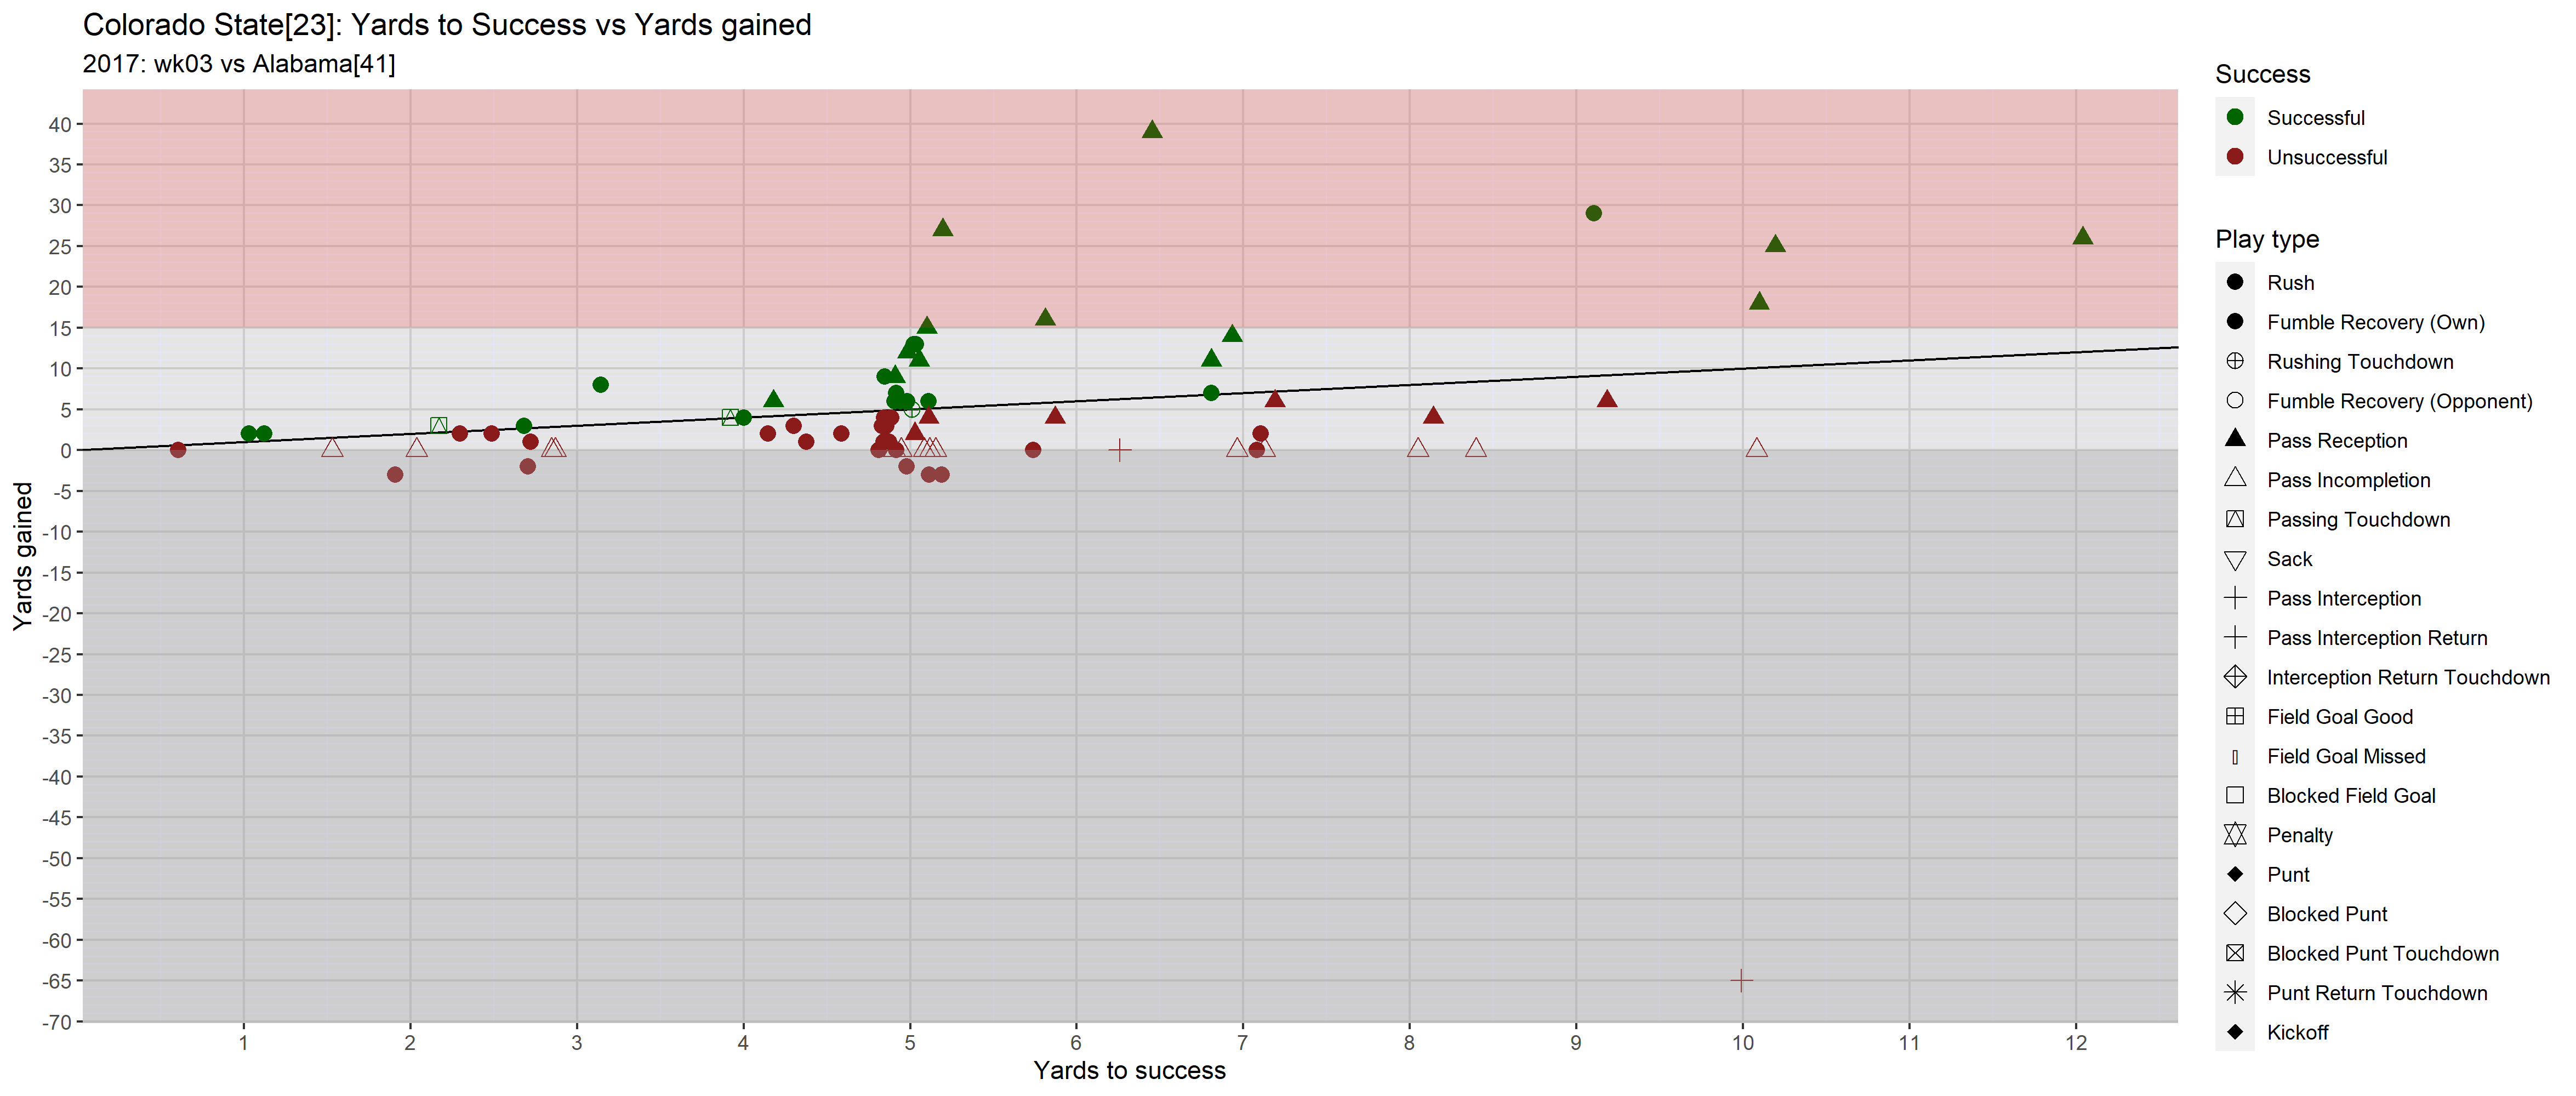 Colorado State[23]: Yards to Success vs Yards gained
2017: wk03 vs Alabama[41]
Yards gained
40
35
30
25
20
15
10
5
0
-5
-10
-15
-20
-25
-30
-35
-40
-45
-50
-55
-60
-65
-70
1 2 3 4 5 6 7 8 9 10 11 12
Yards to success
Success
Successful
Unsuccessful
Play type
Rush
Fumble Recovery (Own)
Rushing Touchdown
Fumble Recovery (Opponent)
Pass Reception
Pass Incompletion
Passing Touchdown
Sack
Pass Interception
Pass Interception Return
Interception Return Touchdown
Field Goal Good
Field Goal Missed
Blocked Field Goal
Penalty
Punt
Blocked Punt
Blocked Punt Touchdown
Punt Return Touchdown
Kickoff